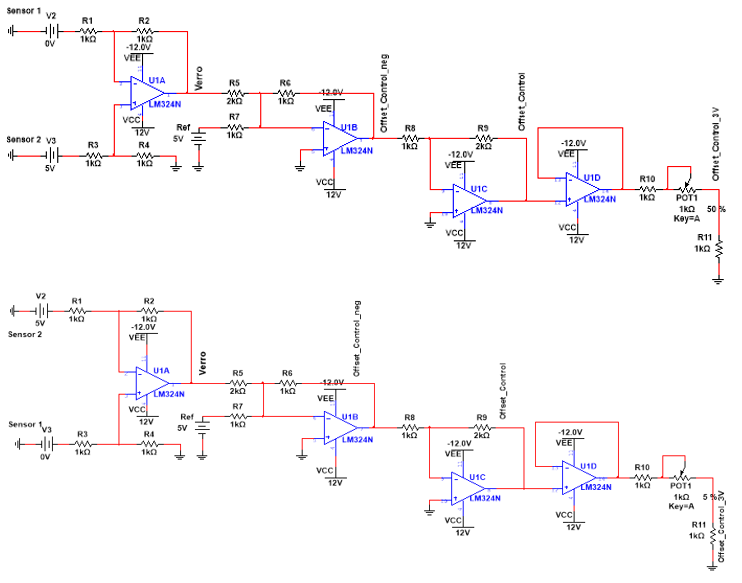 Sensor 1
V2
0V
R1
1kΩ
R2
1kΩ
-12.0V
VEE
U1A
LM324N
VCC
12V
Verro
Sensor 2
V3
5V
R3
1kΩ
R4
1kΩ
R5
2kΩ
R6
1kΩ
R7
1kΩ
Ref
5V
-12.0V
VEE
U1B
LM324N
VCC
12V
Offset_Control_neg
R8
1kΩ
R9
2kΩ
-12.0V
VEE
U1C
LM324N
VCC
12V
Offset_Control
-12.0V
VEE
U1D
LM324N
VCC
12V
R10
1kΩ
POT1
1kΩ
Key=A
50 %
Offset_Control_3V
R11
1kΩ
V2
5V
Sensor 2
R1
1kΩ
R2
1kΩ
-12.0V
VEE
U1A
LM324N
VCC
12V
Verro
Sensor 1
V3
0V
R3
1kΩ
R4
1kΩ
R5
2kΩ
R6
1kΩ
R7
1kΩ
Ref
5V
-12.0V
VEE
U1B
LM324N
VCC
12V
Offset_Control_neg
R8
1kΩ
R9
2kΩ
-12.0V
VEE
U1C
LM324N
VCC
12V
Offset_Control
-12.0V
VEE
U1D
LM324N
VCC
12V
R10
1kΩ
POT1
1kΩ
Key=A
5 %
R11
1kΩ
Offset_Control_3V